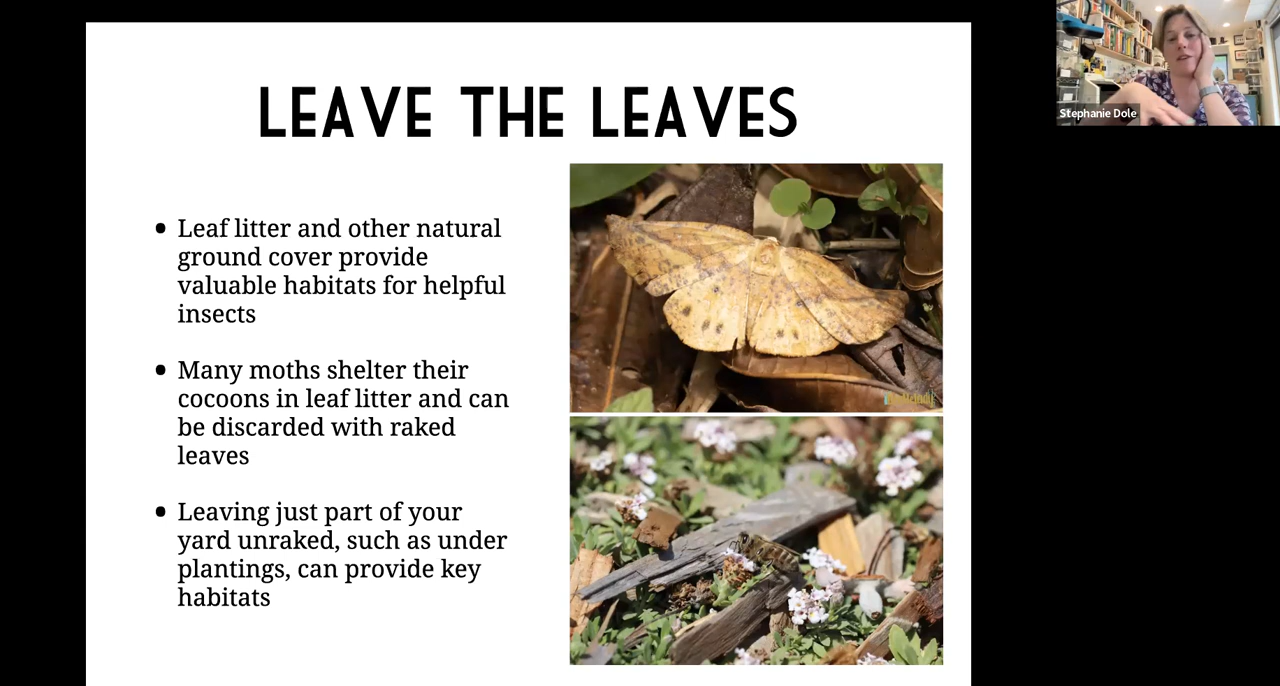 LEAVE THE LEAVES
• Leaf litter and other natural
ground cover provide
valuable habitats for helpful
insects
• Many moths shelter their
cocoons in leaf litter and can
be discarded with raked
leaves
• Leaving just part of your
yard unraked, such as under
plantings, can provide key
habitats
Stephanie Dole